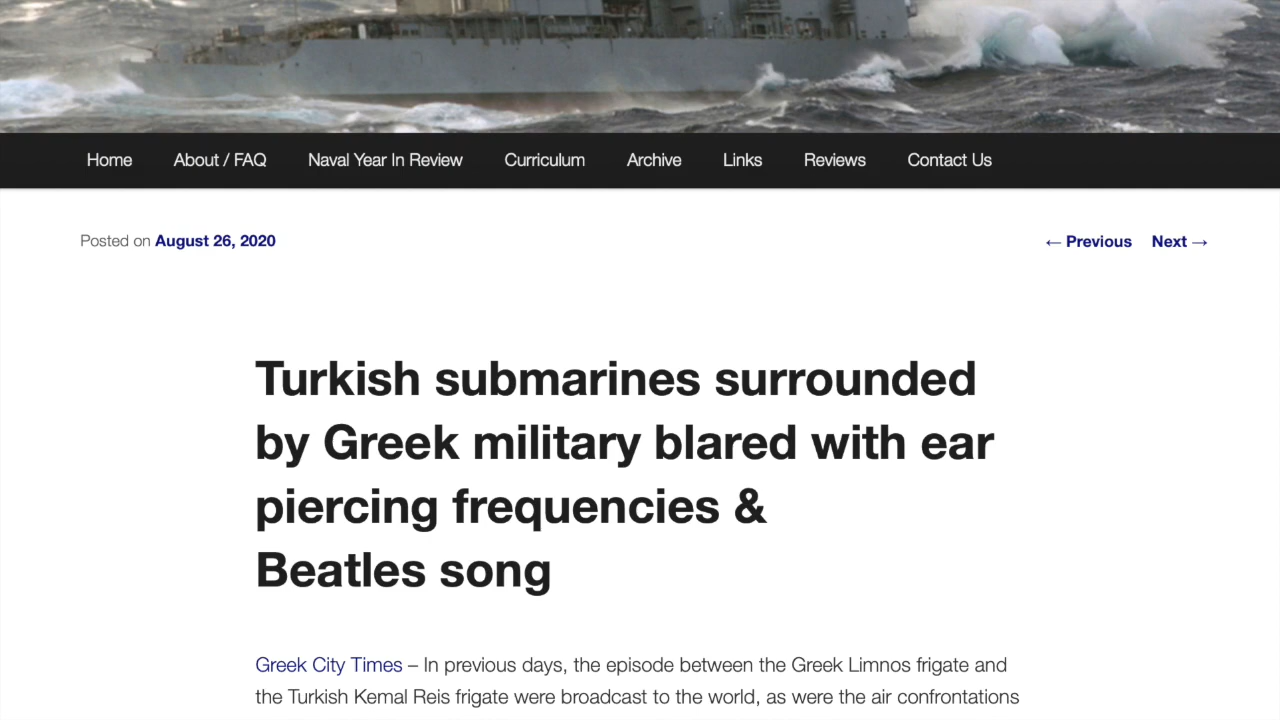 Home About / FAQ Naval Year In Review Curriculum Archive Links Reviews Contact Us
Posted on August 26, 2020 ← Previous Next →
Turkish submarines surrounded
by Greek military blared with ear
piercing frequencies &
Beatles song
Greek City Times – In previous days, the episode between the Greek Limnos frigate and
the Turkish Kemal Reis frigate were broadcast to the world, as were the air confrontations